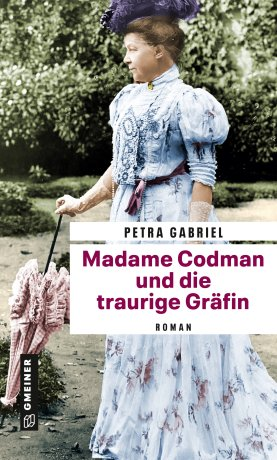 PETRA GABRIEL
Madame Codman
und die
traurige Gräfin
ROMAN
GMEINER